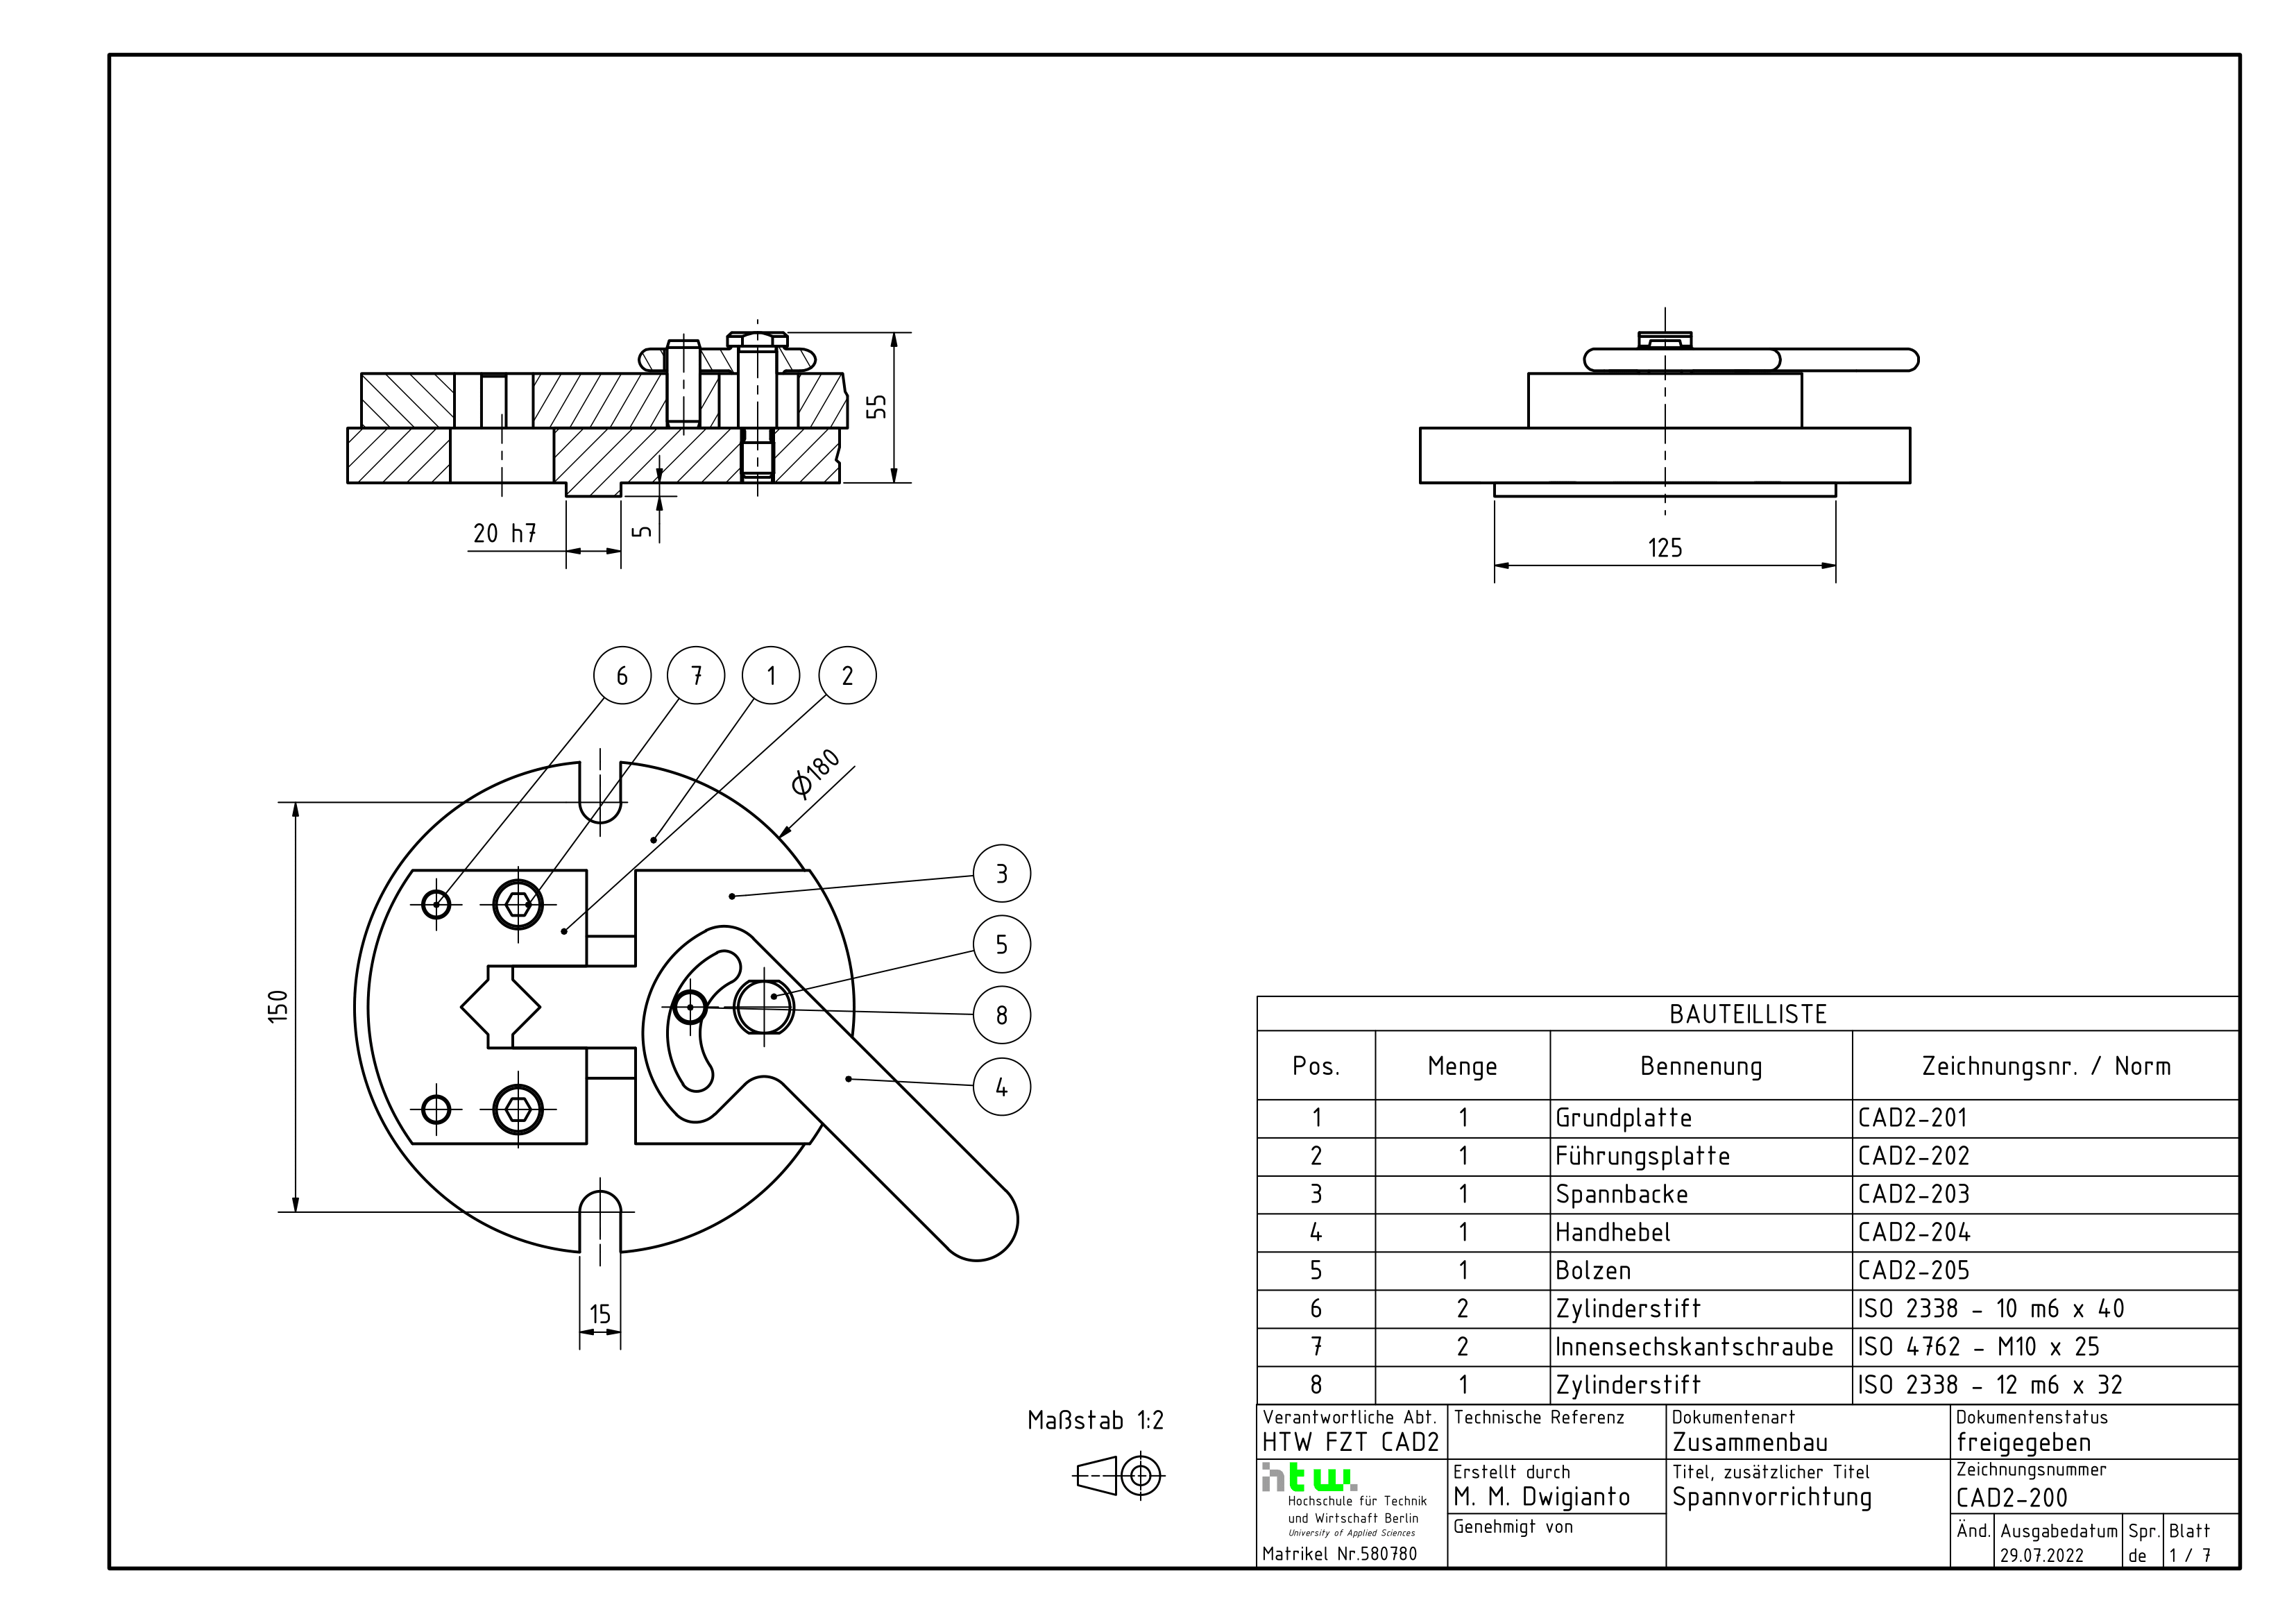 55
20 h7
5
125
6
7
1
2
Ø180
3
5
8
4
150
15
Maßstab 1:2
BAUTEILLISTE
Pos. Menge Bennenung Zeichnungsnr. / Norm
1 1 Grundplatte CAD2-201
2 1 Führungsplatte CAD2-202
3 1 Spannbacke CAD2-203
4 1 Handhebel CAD2-204
5 1 Bolzen CAD2-205
6 2 Zylinderstift ISO 2338 - 10 m6 x 40
7 2 Innensechskantschraube ISO 4762 - M10 x 25
8 1 Zylinderstift ISO 2338 - 12 m6 x 32
Verantwortliche Abt. Technische Referenz Dokumentenart Dokumentenstatus
HTW FZT CAD2 Zusammenbau freigegeben
htw.
Hochschule für Technik
und Wirtschaft Berlin
University of Applied Sciences
Matrikel Nr.580780
Erstellt durch
M. M. Dwigianto
Genehmigt von
Titel, zusätzlicher Titel
Spannvorrichtung
Zeichnungsnummer
CAD2-200
Änd. Ausgabedatum Spr. Blatt
29.07.2022 de 1 / 7